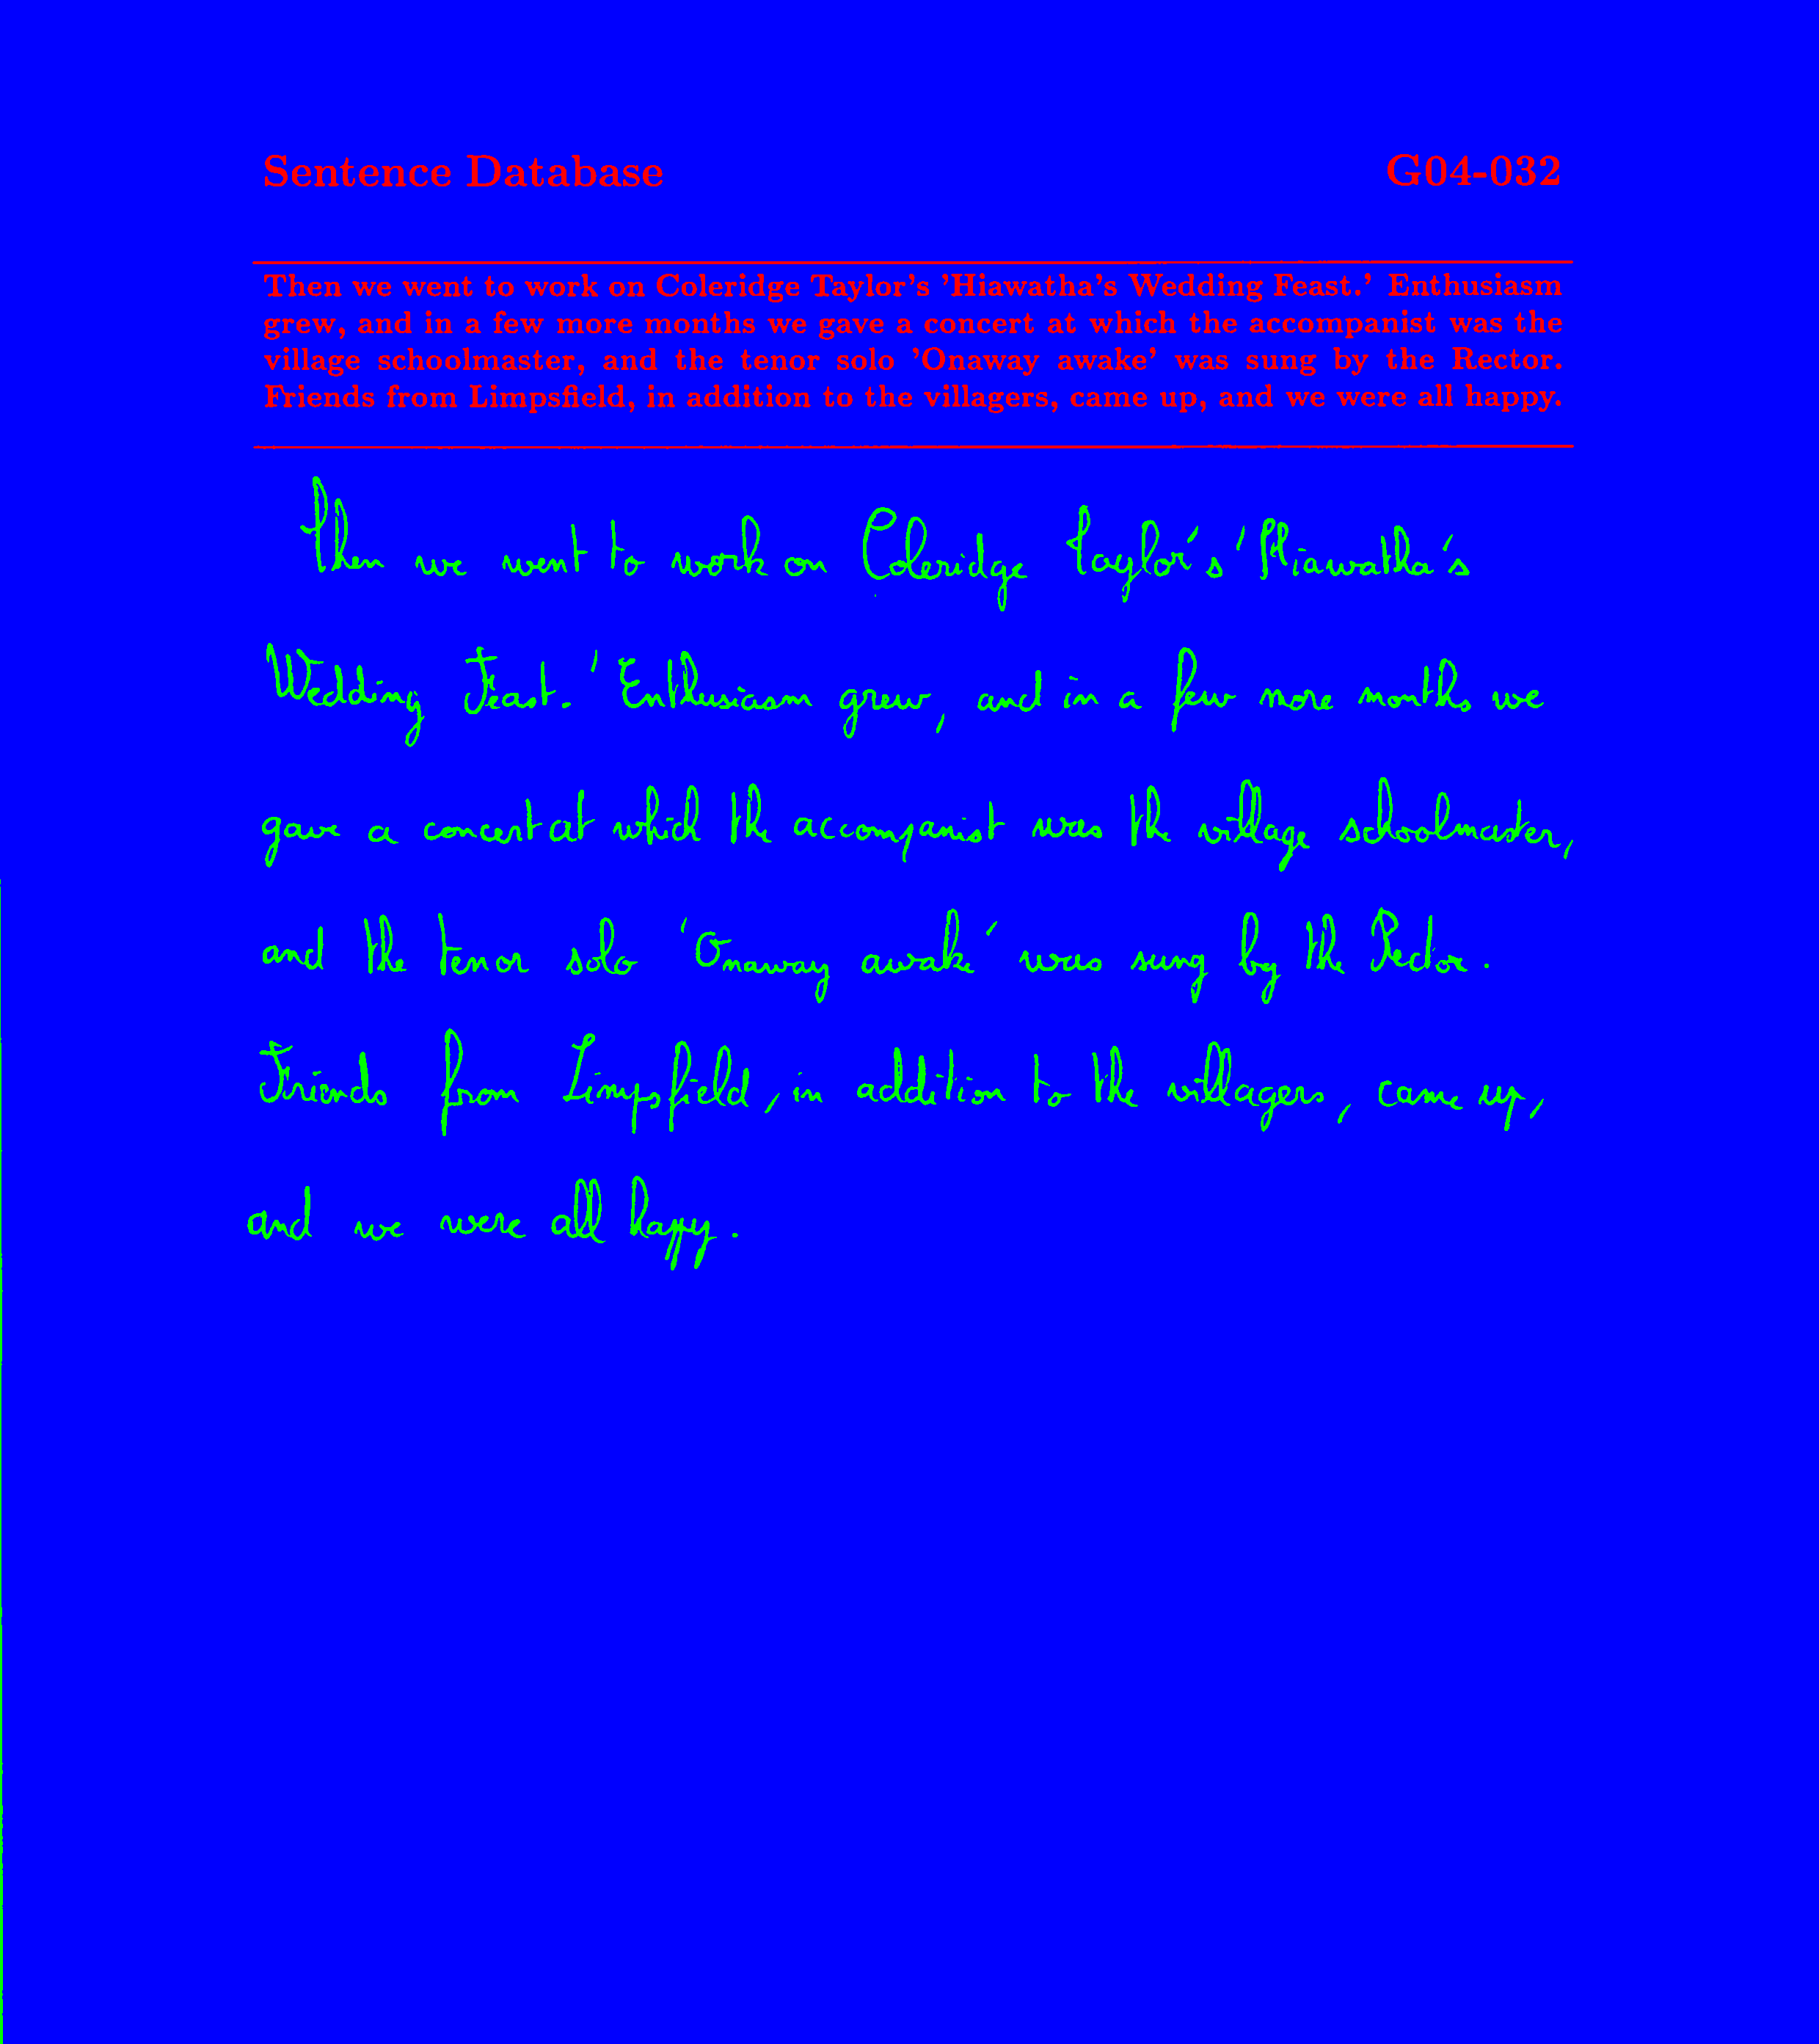 Sentence Database G04-032
Then we went to work on Coleridge Taylor's 'Hiawatha's Wedding Feast.' Enthusiasm
grew, and in a few more months we gave a concert at which the accompanist was the
village schoolmaster, and the tenor solo 'Onaway awake' was sung by the Rector.
Friends from Limpsfield, in addition to the villagers, came up, and we were all happy.
Then we went to work on Coleridge Taylor's 'Hiawatha's
Wedding Feast.' Enthusiasm grew, and in a few more months we
gave a concert at which the accompanist was the village schoolmaster,
and the tenor solo 'Onaway awake' was sung by the Rector.
Friends from Limpsfield, in addition to the villagers, came up,
and we were all happy.